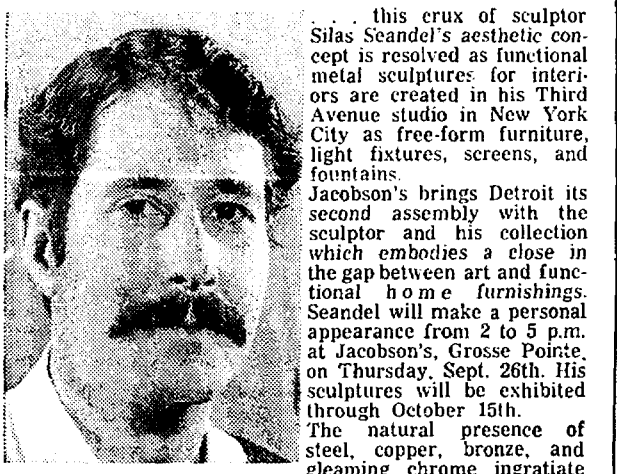 . . . this crux of sculptor
Silas Seandel's aesthetic con-
cept is resolved as functional
metal sculptures for interi-
ors are created in his Third
Avenue studio in New York
City as free-form furniture,
light fixtures, screens, and
fountains.
Jacobson's brings Detroit its
second assembly with the
sculptor and his collection
which embodies a close in
the gap between art and func-
tional home furnishings.
Seandel will make a personal
appearance from 2 to 5 p.m.
at Jacobson's, Grosse Pointe,
on Thursday, Sept. 26th. His
sculptures will be exhibited
through October 15th.
The natural presence of
steel, copper, bronze, and
gleaming chrome ingratiate